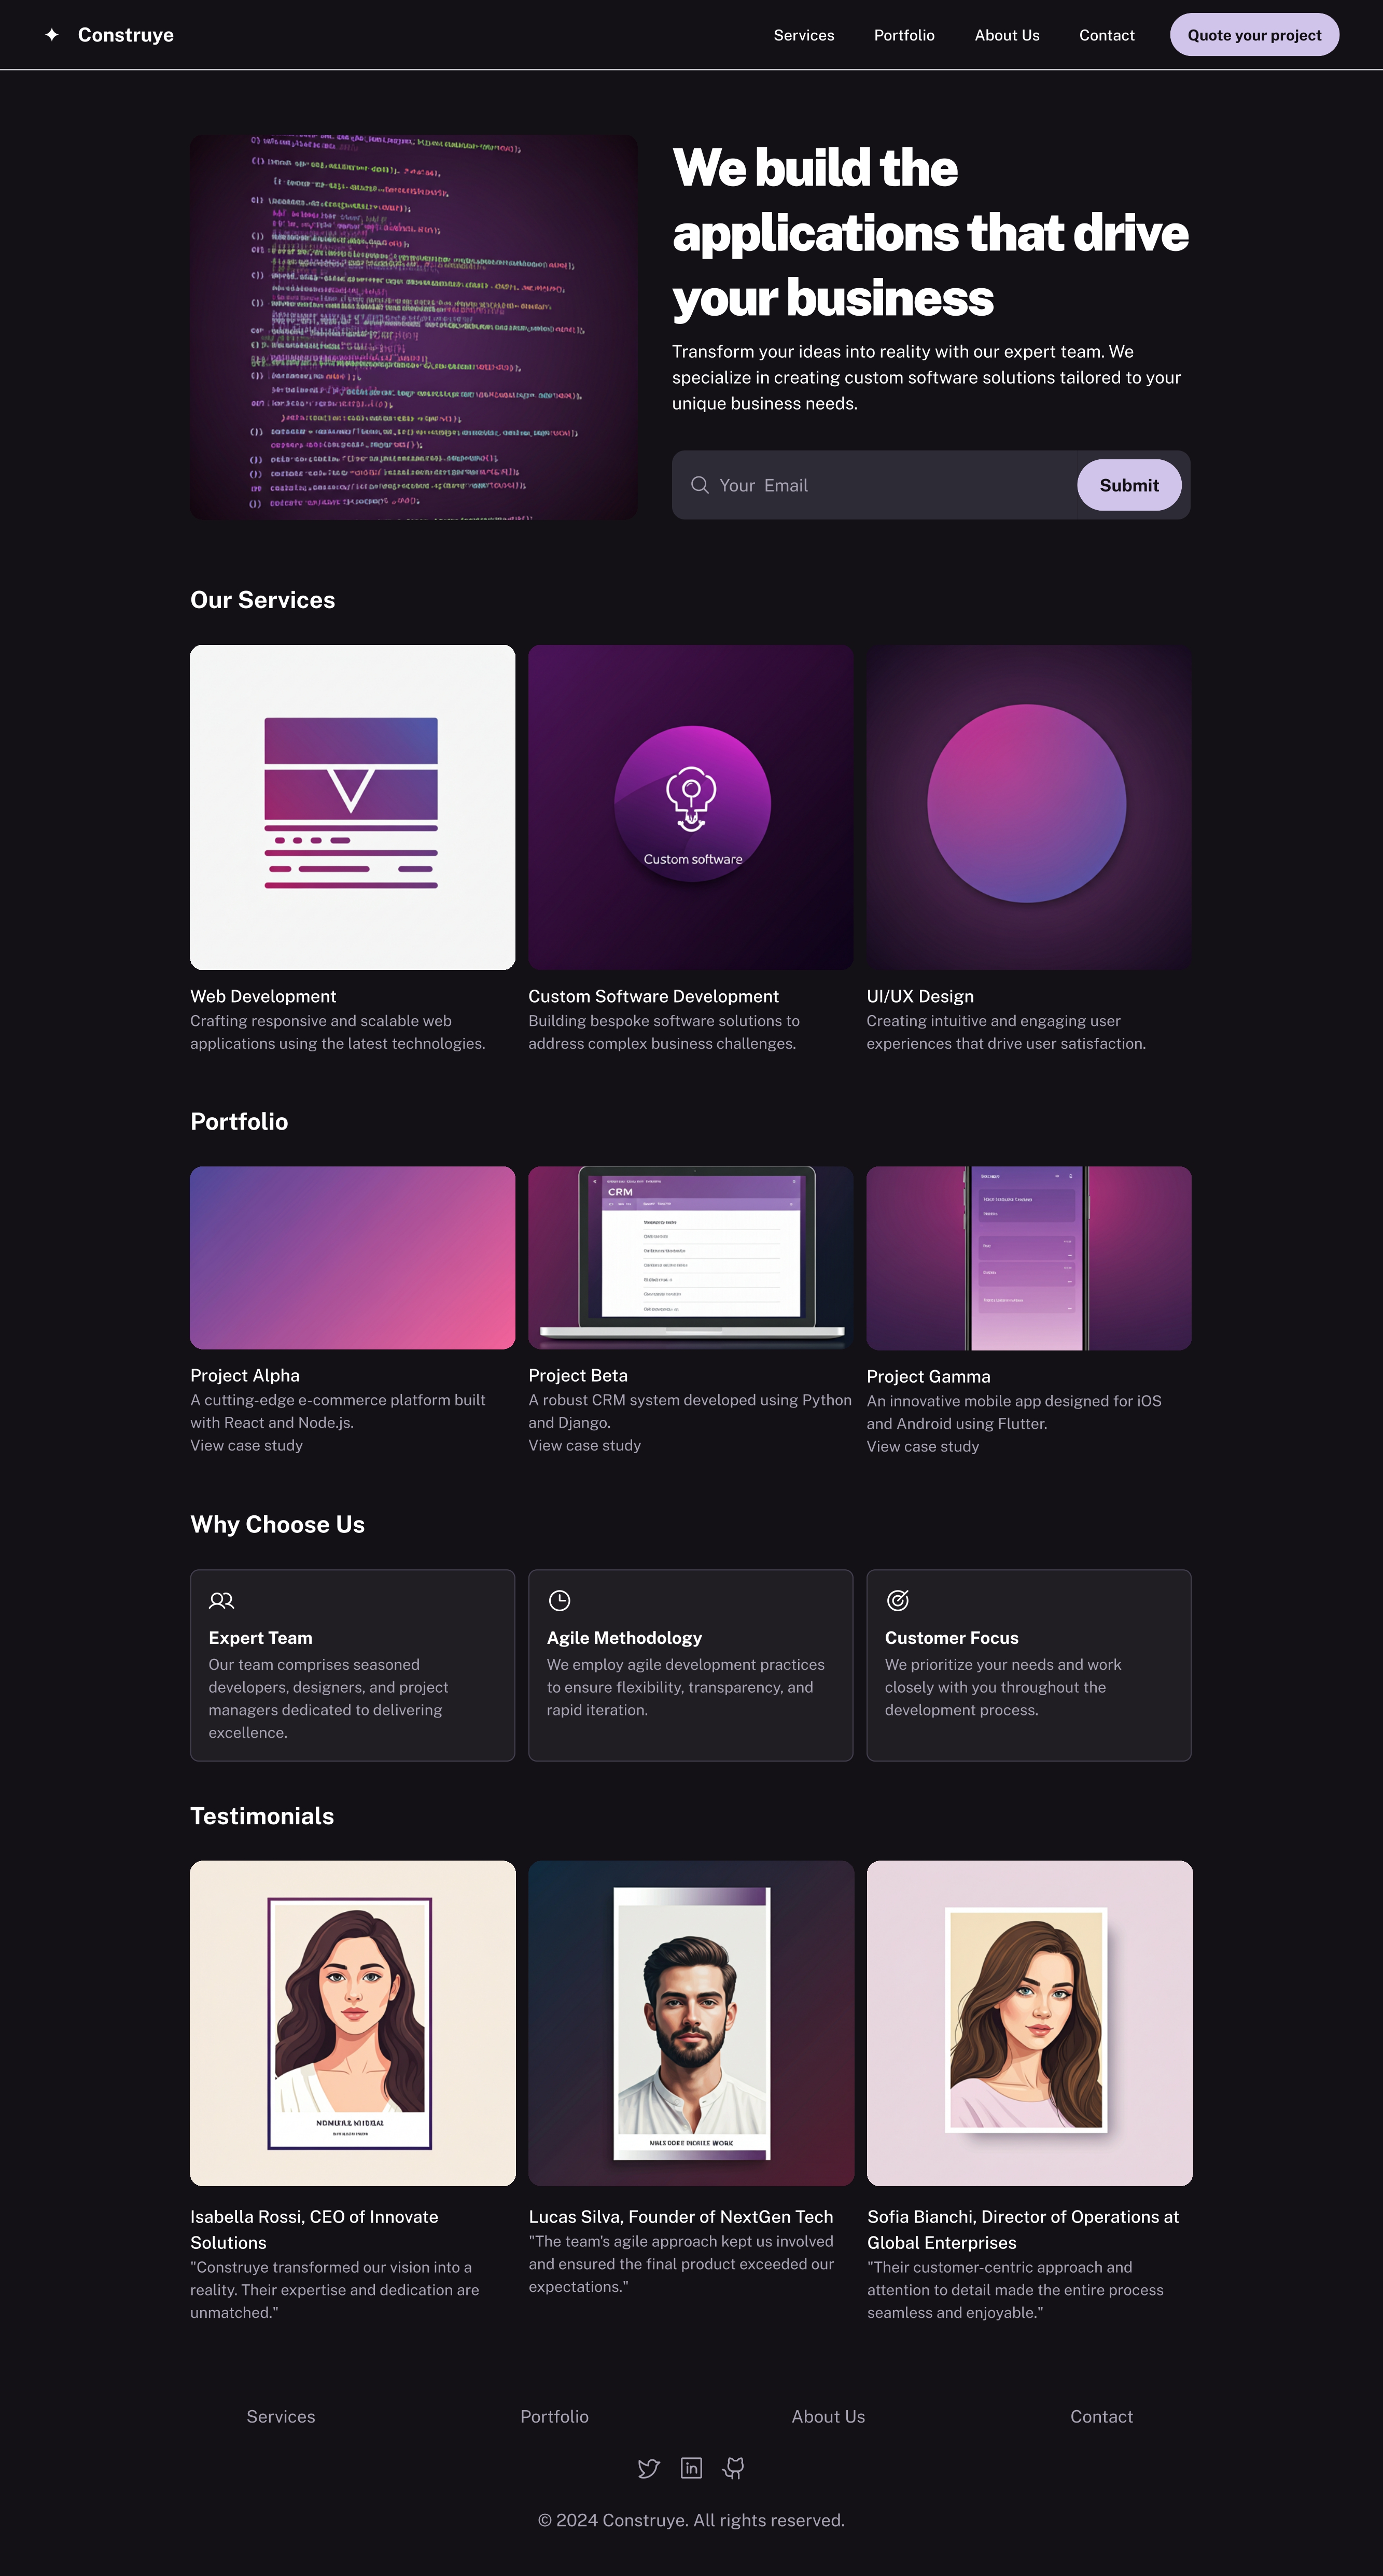 Construye
Services
Portfolio
About Us
Contact
Quote your project
We build the
applications that drive
your business
Transform your ideas into reality with our expert team. We
specialize in creating custom software solutions tailored to your
unique business needs.
Your Email
Submit
Our Services
Custom software
Web Development
Crafting responsive and scalable web
applications using the latest technologies.
Custom Software Development
Building bespoke software solutions to
address complex business challenges.
UI/UX Design
Creating intuitive and engaging user
experiences that drive user satisfaction.
Portfolio
CRM
Project Alpha
A cutting-edge e-commerce platform built
with React and Node.js.
View case study
Project Beta
A robust CRM system developed using Python
and Django.
View case study
Project Gamma
An innovative mobile app designed for iOS
and Android using Flutter.
View case study
Why Choose Us
Expert Team
Our team comprises seasoned
developers, designers, and project
managers dedicated to delivering
excellence.
Agile Methodology
We employ agile development practices
to ensure flexibility, transparency, and
rapid iteration.
Customer Focus
We prioritize your needs and work
closely with you throughout the
development process.
Testimonials
WORK
Isabella Rossi, CEO of Innovate
Solutions
"Construye transformed our vision into a
reality. Their expertise and dedication are
unmatched."
Lucas Silva, Founder of NextGen Tech
"The team's agile approach kept us involved
and ensured the final product exceeded our
expectations."
Sofia Bianchi, Director of Operations at
Global Enterprises
"Their customer-centric approach and
attention to detail made the entire process
seamless and enjoyable."
Services
Portfolio
About Us
Contact
in
© 2024 Construye. All rights reserved.